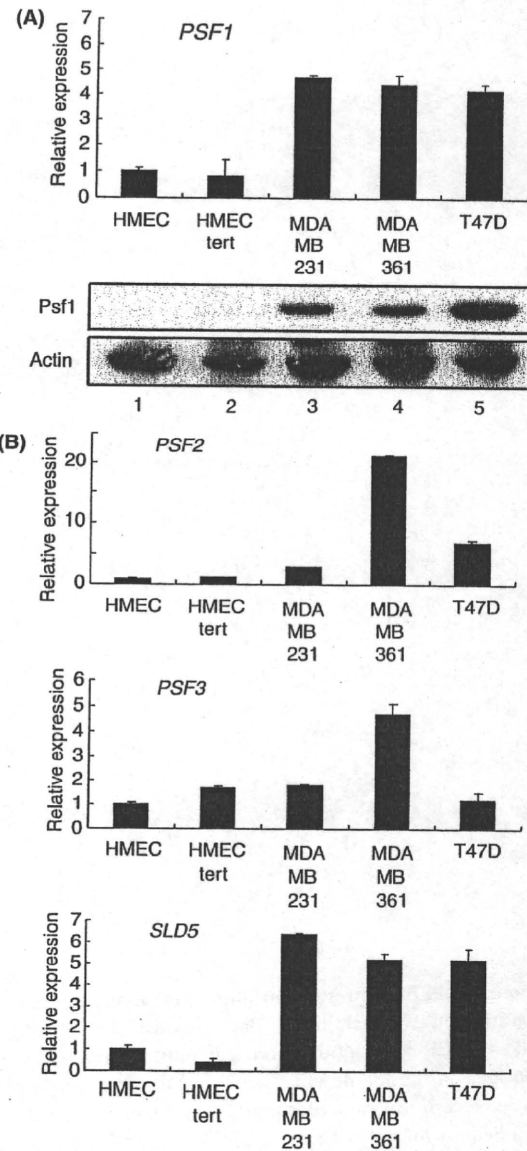 (A)
PSF1
Relative expression
7
6
5
4
3
2
1
0
HMEC
HMEC tert
MDA MB 231
MDA MB 361
T47D
Psf1
Actin
1 2 3 4 5
(B)
PSF2
Relative expression
20
10
0
HMEC
HMEC tert
MDA MB 231
MDA MB 361
T47D
PSF3
Relative expression
6
5
4
3
2
1
0
HMEC
HMEC tert
MDA MB 231
MDA MB 361
T47D
SLD5
Relative expression
7
6
5
4
3
2
1
0
HMEC
HMEC tert
MDA MB 231
MDA MB 361
T47D